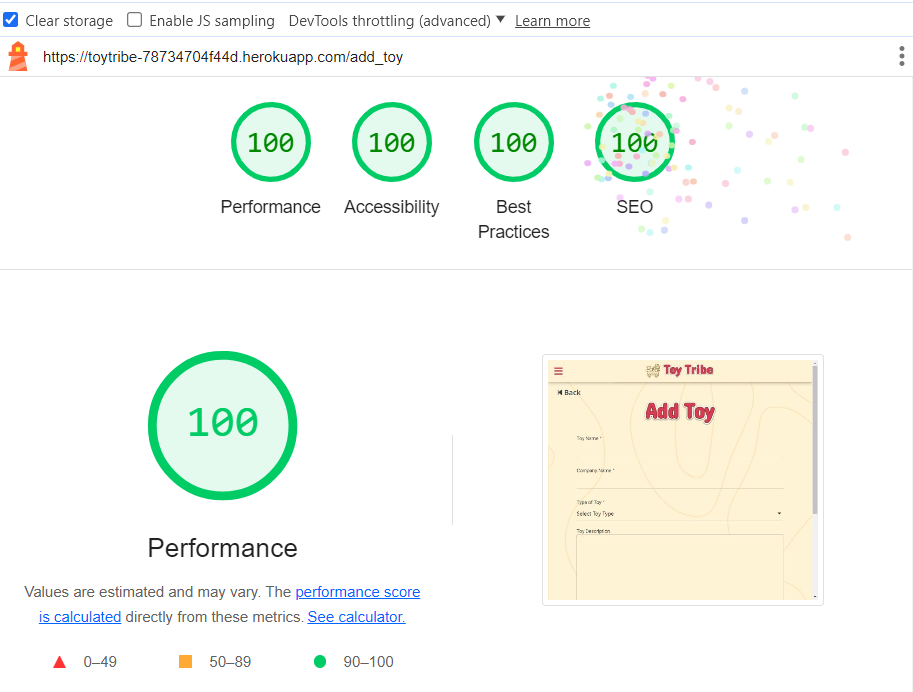 Clear storage Enable JS sampling DevTools throttling (advanced) Learn more
https://toytribe-78734704f44d.herokuapp.com/add_toy
100 100 100 100
Performance Accessibility Best Practices SEO
100
Performance
Values are estimated and may vary. The performance score
is calculated directly from these metrics. See calculator.
0–49 50–89 90–100
Toy Tribe
Back
Add Toy
Toy Name *
Company Name *
Type of Toy *
Select Toy Type
Toy Description